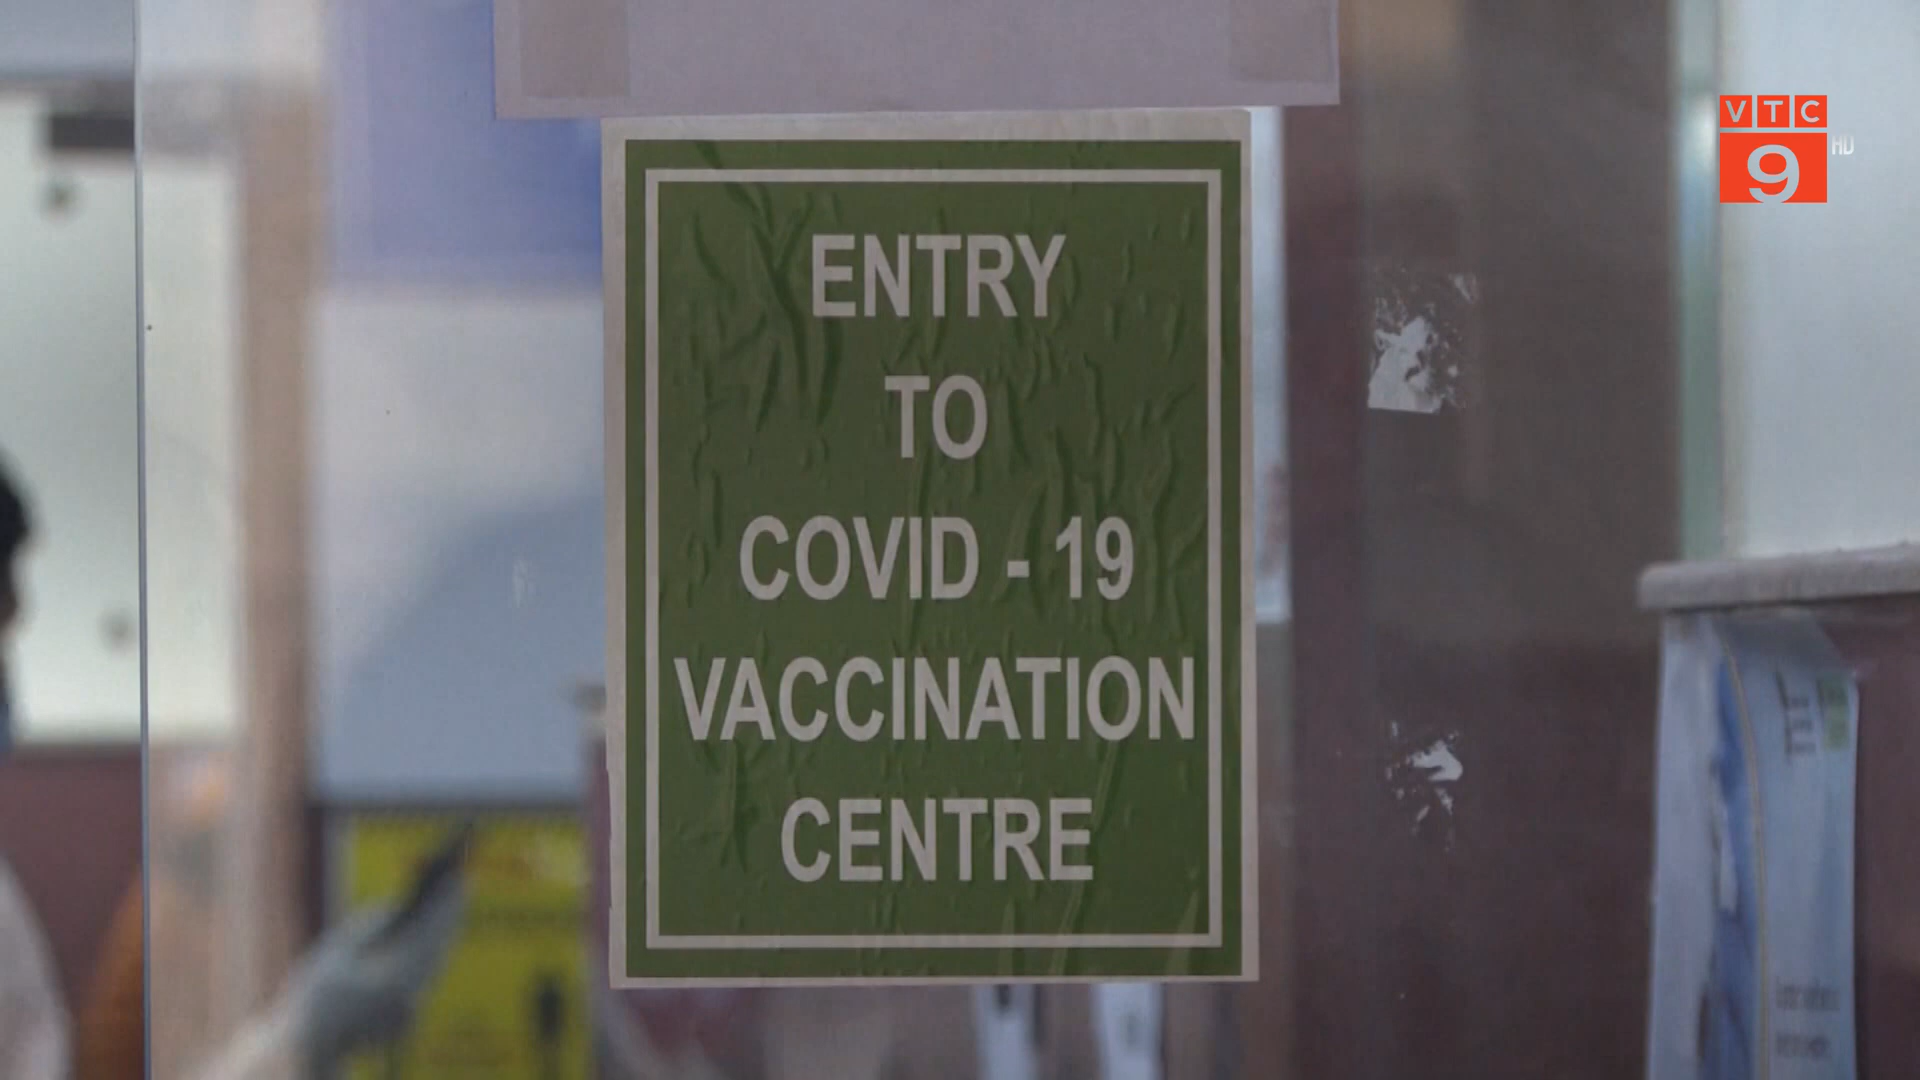 VTC
9 HD
ENTRY
TO
COVID - 19
VACCINATION
CENTRE